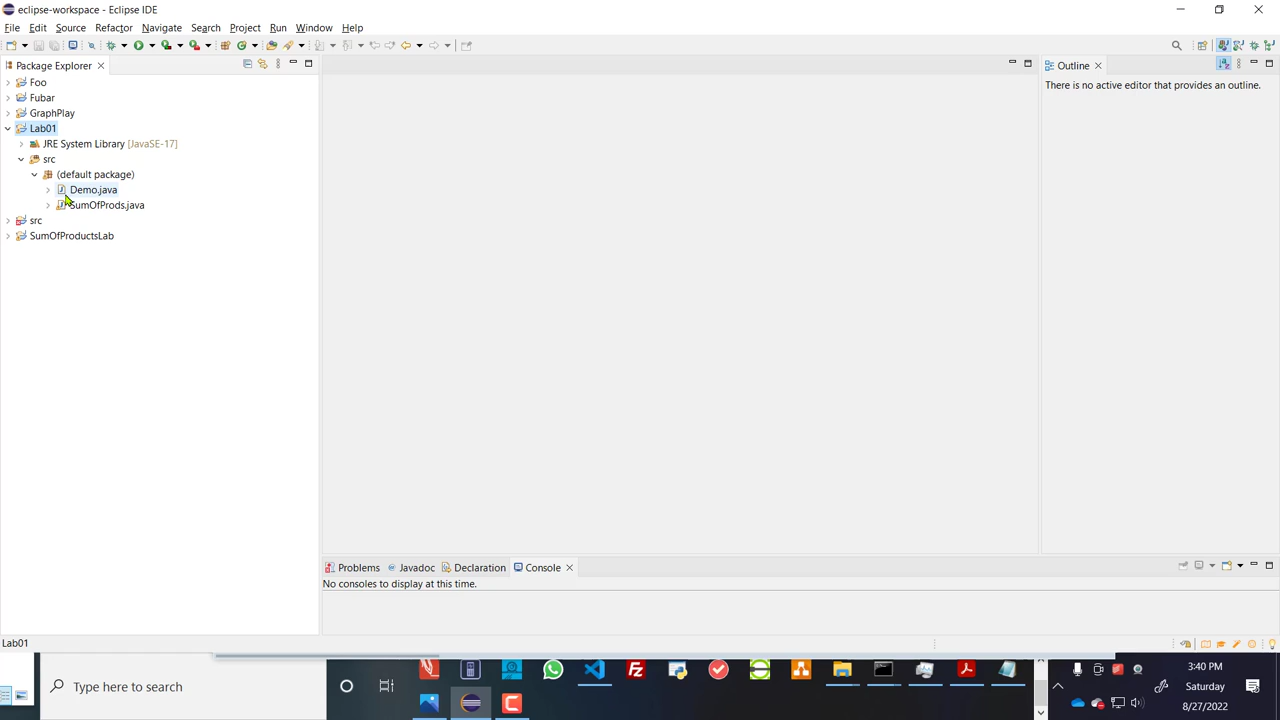 eclipse-workspace - Eclipse IDE
File Edit Source Refactor Navigate Search Project Run Window Help
Package Explorer
Outline
Foo
There is no active editor that provides an outline.
Fubar
GraphPlay
Lab01
JRE System Library [JavaSE-17]
src
(default package)
Demo.java
SumOfProds.java
src
SumOfProductsLab
Problems Javadoc Declaration Console
No consoles to display at this time.
Lab01
Type here to search
3:40 PM
Saturday
8/27/2022